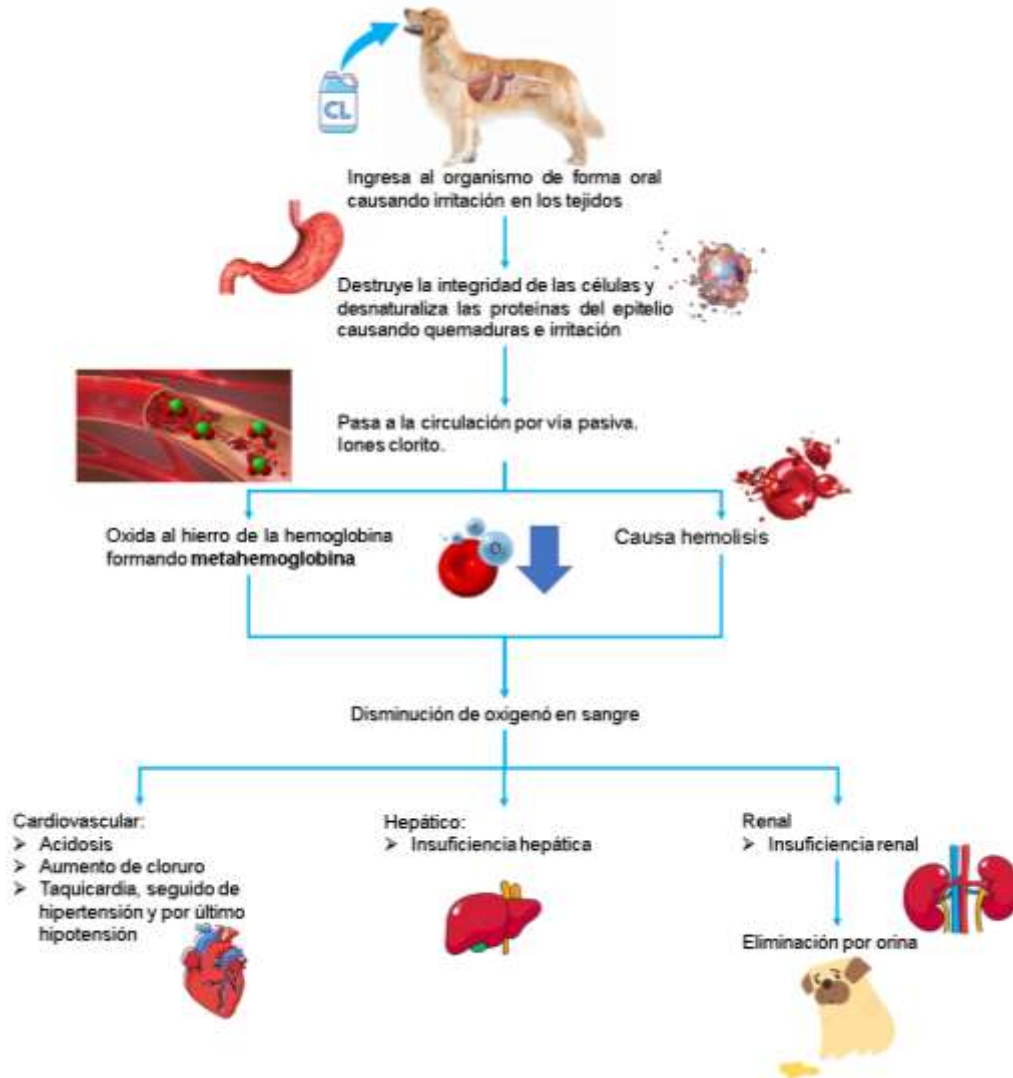 CL
Ingresa al organismo de forma oral
causando irritación en los tejidos
Destruye la integridad de las células y
desnaturaliza las proteinas del epitelio
causando quemaduras e irritación
Pasa a la circulación por vía pasiva.
Iones clorito.
Oxida al hierro de la hemoglobina
formando metahemoglobina
O₂
Causa hemolisis
Disminución de oxigenó en sangre
Cardiovascular:
➢ Acidosis
➢ Aumento de cloruro
➢ Taquicardia, seguido de
hipertensión y por último
hipotensión
Hepático:
➢ Insuficiencia hepática
Renal
➢ Insuficiencia renal
Eliminación por orina